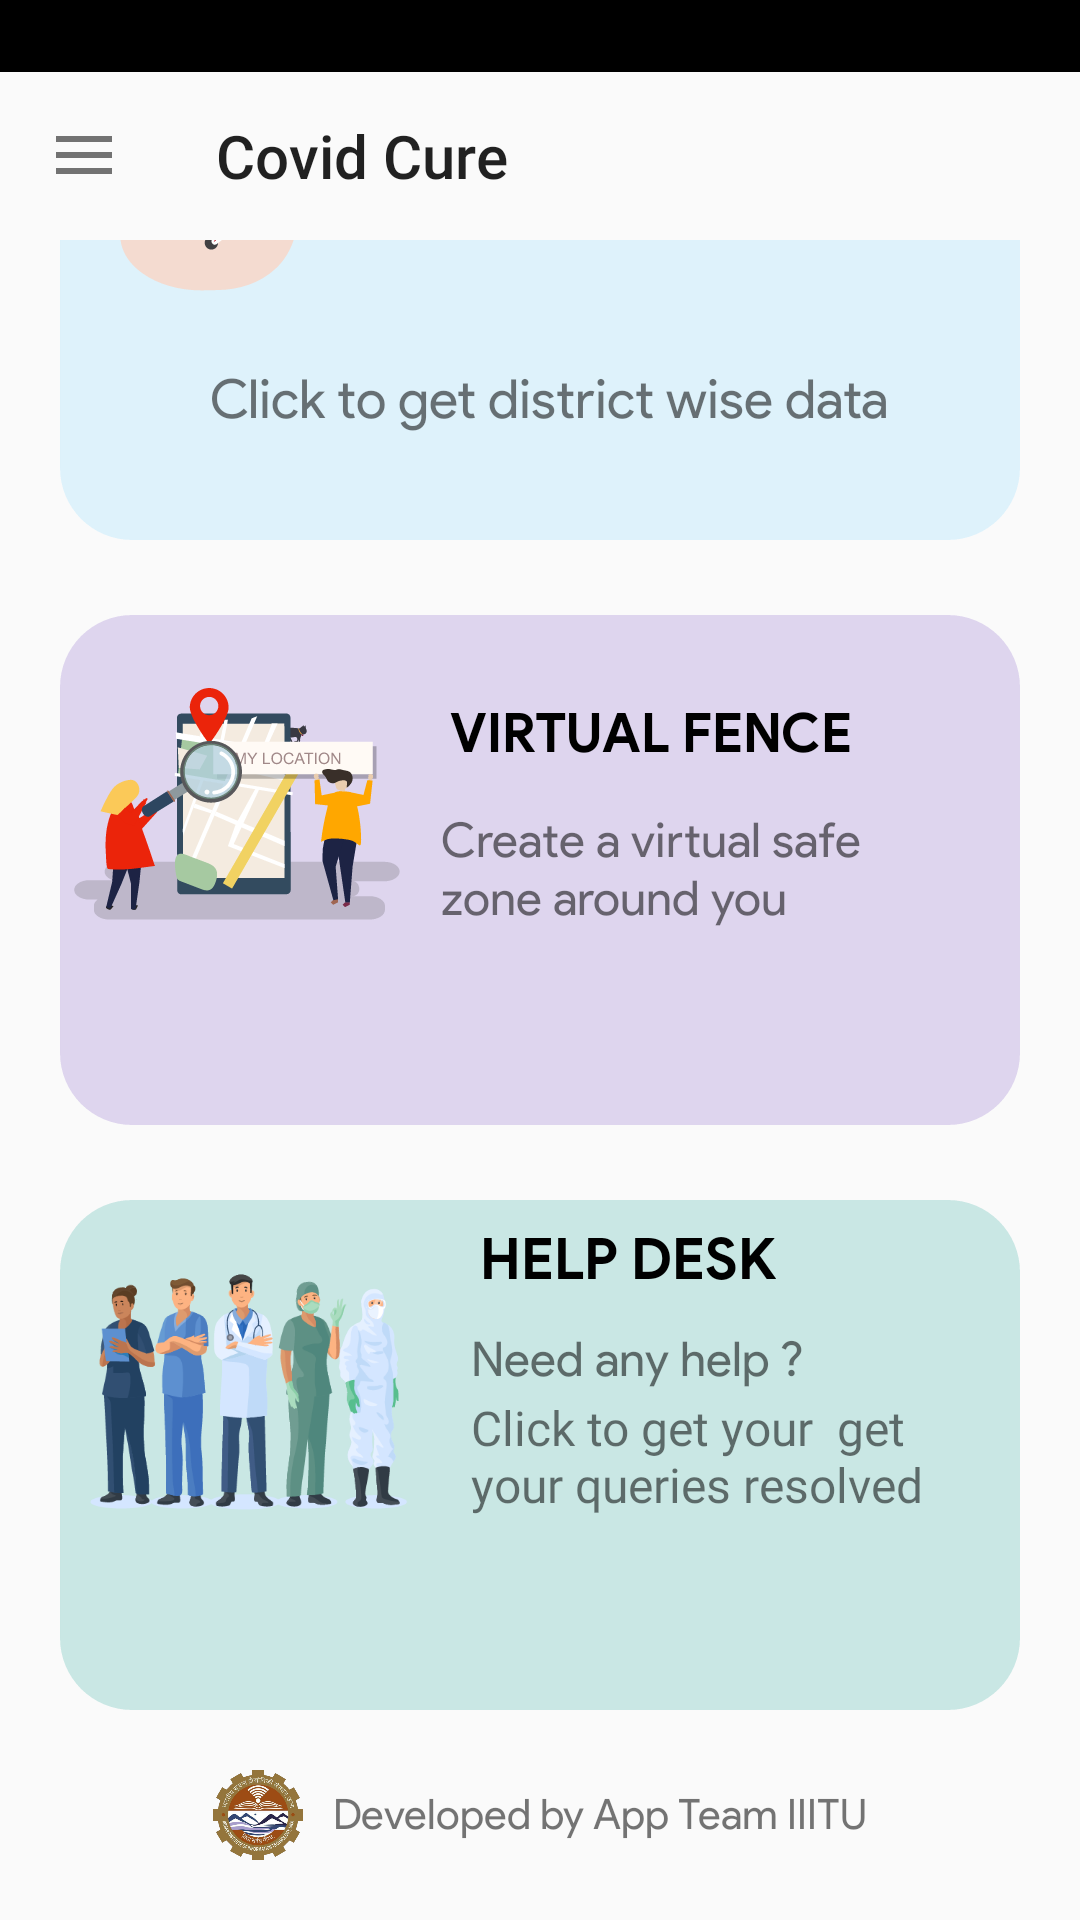 Covid Cure
Click to get district wise data
MY LOCATION
VIRTUAL FENCE
Create a virtual safe
zone around you
HELP DESK
Need any help ?
Click to get your  get
your queries resolved
Developed by App Team IIITU